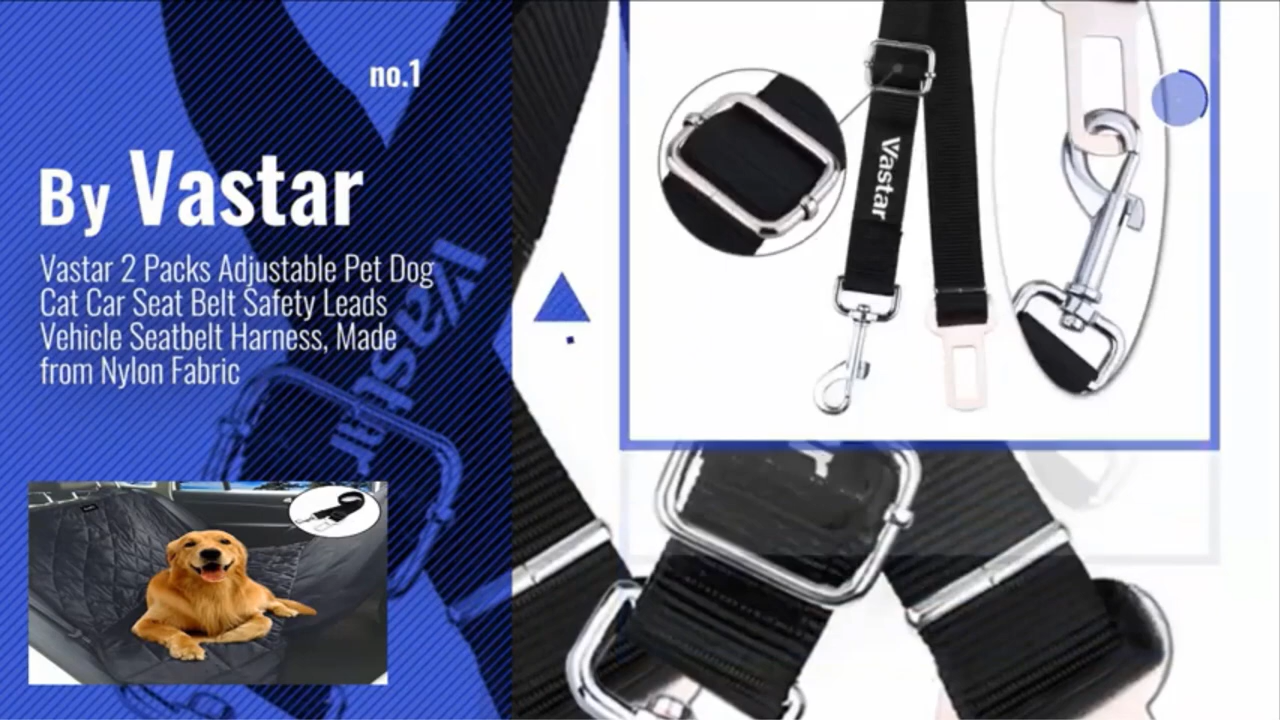 no.1
By Vastar
Vastar 2 Packs Adjustable Pet Dog
Cat Car Seat Belt Safety Leads
Vehicle Seatbelt Harness, Made
from Nylon Fabric
Vastar
Vastar